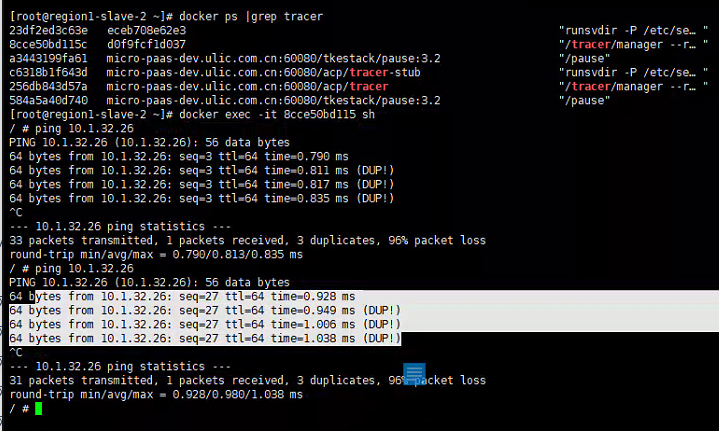 [root@region1-slave-2 ~]# docker ps |grep tracer
23df2ed3c63e   eceb708e62e3   "runsvdir -P /etc/se… "
8cce50bd115c   d0f9fcf1d037   "/tracer/manager --r… "
a3443199fa61   micro-paas-dev.ulic.com.cn:60080/tkestack/pause:3.2   "/pause"
c6318b1f643d   micro-paas-dev.ulic.com.cn:60080/acp/tracer-stub   "runsvdir -P /etc/se… "
256db843d57a   micro-paas-dev.ulic.com.cn:60080/acp/tracer   "/tracer/manager --r… "
584a5a40d740   micro-paas-dev.ulic.com.cn:60080/tkestack/pause:3.2   "/pause"
[root@region1-slave-2 ~]# docker exec -it 8cce50bd115 sh
/ # ping 10.1.32.26
PING 10.1.32.26 (10.1.32.26): 56 data bytes
64 bytes from 10.1.32.26: seq=3 ttl=64 time=0.790 ms
64 bytes from 10.1.32.26: seq=3 ttl=64 time=0.811 ms (DUP!)
64 bytes from 10.1.32.26: seq=3 ttl=64 time=0.817 ms (DUP!)
64 bytes from 10.1.32.26: seq=3 ttl=64 time=0.835 ms (DUP!)
^C
--- 10.1.32.26 ping statistics ---
33 packets transmitted, 1 packets received, 3 duplicates, 96% packet loss
round-trip min/avg/max = 0.790/0.813/0.835 ms
/ # ping 10.1.32.26
PING 10.1.32.26 (10.1.32.26): 56 data bytes
64 bytes from 10.1.32.26: seq=27 ttl=64 time=0.928 ms
64 bytes from 10.1.32.26: seq=27 ttl=64 time=0.949 ms (DUP!)
64 bytes from 10.1.32.26: seq=27 ttl=64 time=1.006 ms (DUP!)
64 bytes from 10.1.32.26: seq=27 ttl=64 time=1.038 ms (DUP!)
^C
--- 10.1.32.26 ping statistics ---
31 packets transmitted, 1 packets received, 3 duplicates, 96% packet loss
round-trip min/avg/max = 0.928/0.980/1.038 ms
/ #